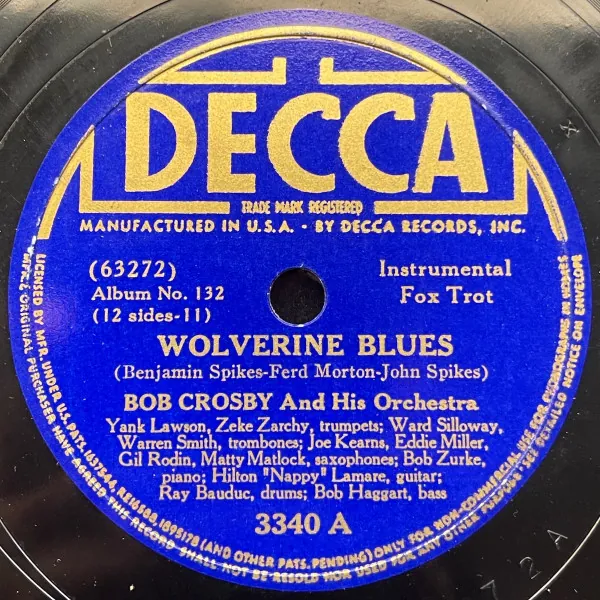 DECCA
TRADE MARK REGISTERED
MANUFACTURED IN U.S.A. - BY DECCA RECORDS, INC.
(63272)
Album No. 132
(12 sides-11)
Instrumental
Fox Trot
WOLVERINE BLUES
(Benjamin Spikes-Ferd Morton-John Spikes)
BOB CROSBY And His Orchestra
Yank Lawson, Zeke Zarchy, trumpets; Ward Silloway,
Warren Smith, trombones; Joe Kearns, Eddie Miller,
Gil Rodin, Matty Matlock, saxophones; Bob Zurke,
piano; Hilton "Nappy" Lamare, guitar;
Ray Bauduc, drums; Bob Haggart, bass
3340 A
LICENSED BY MFR. UNDER U.S. PATS. 1637544, RE16588, 1895178 (AND OTHER PATS. PENDING) ONLY FOR NON-COMMERCIAL USE FOR PHONOGRAPHS IN HOMES
ORIGINAL PURCHASER HAVE AGREED THIS RECORD SHALL NOT BE RESOLD NOR USED FOR ANY OTHER PURPOSE SEE DETAILED NOTICE ON ENVELOPE
72A